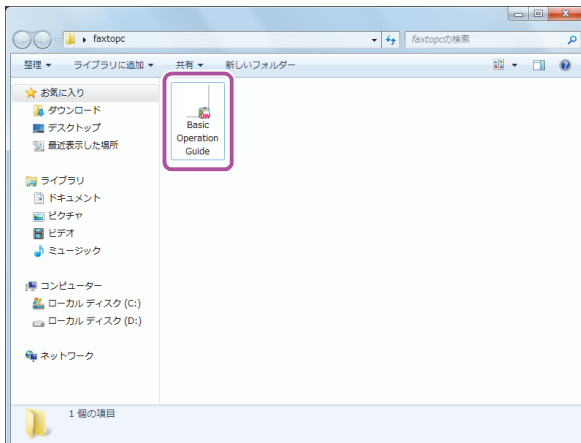 faxtopc
faxtopcの検索
整理
ライブラリに追加
共有
新しいフォルダー
お気に入り
ダウンロード
デスクトップ
最近表示した場所
ライブラリ
ドキュメント
ピクチャ
ビデオ
ミュージック
コンピューター
ローカル ディスク (C:)
ローカル ディスク (D:)
ネットワーク
Basic
Operation
Guide
1 個の項目